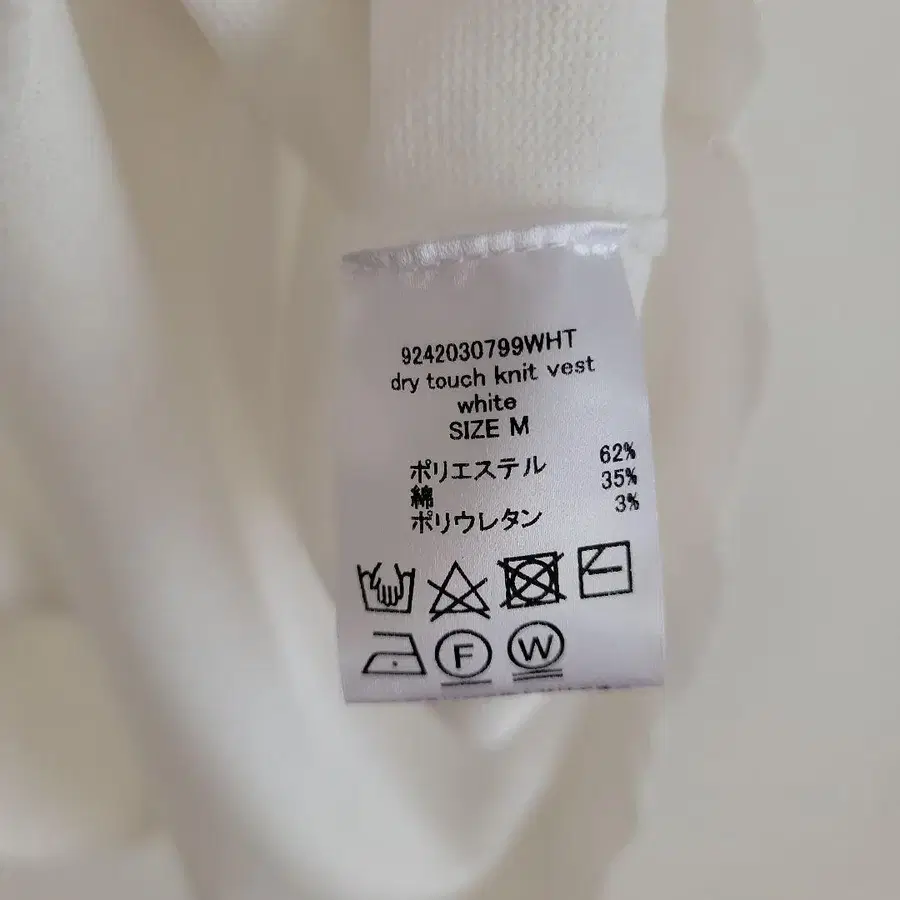 9242030799WHT
dry touch knit vest
white
SIZE M
ポリエステル 62%
綿 35%
ポリウレタン 3%
F W